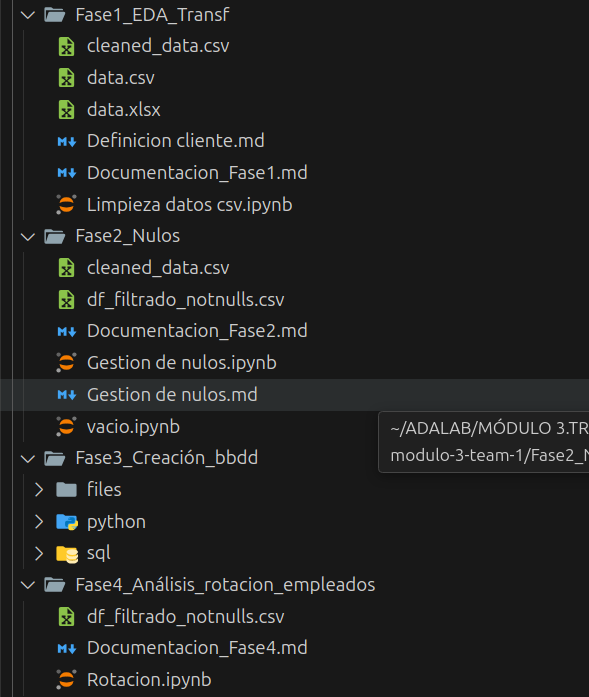 Fase1_EDA_Transf
cleaned_data.csv
data.csv
data.xlsx
Definicion cliente.md
Documentacion_Fase1.md
Limpieza datos csv.ipynb
Fase2_Nulos
cleaned_data.csv
df_filtrado_notnulls.csv
Documentacion_Fase2.md
Gestion de nulos.ipynb
Gestion de nulos.md
~/ADALAB/MÓDULO 3.TR
vacio.ipynb
modulo-3-team-1/Fase2_N
Fase3_Creación_bbdd
files
python
sql
Fase4_Análisis_rotacion_empleados
df_filtrado_notnulls.csv
Documentacion_Fase4.md
Rotacion.ipynb